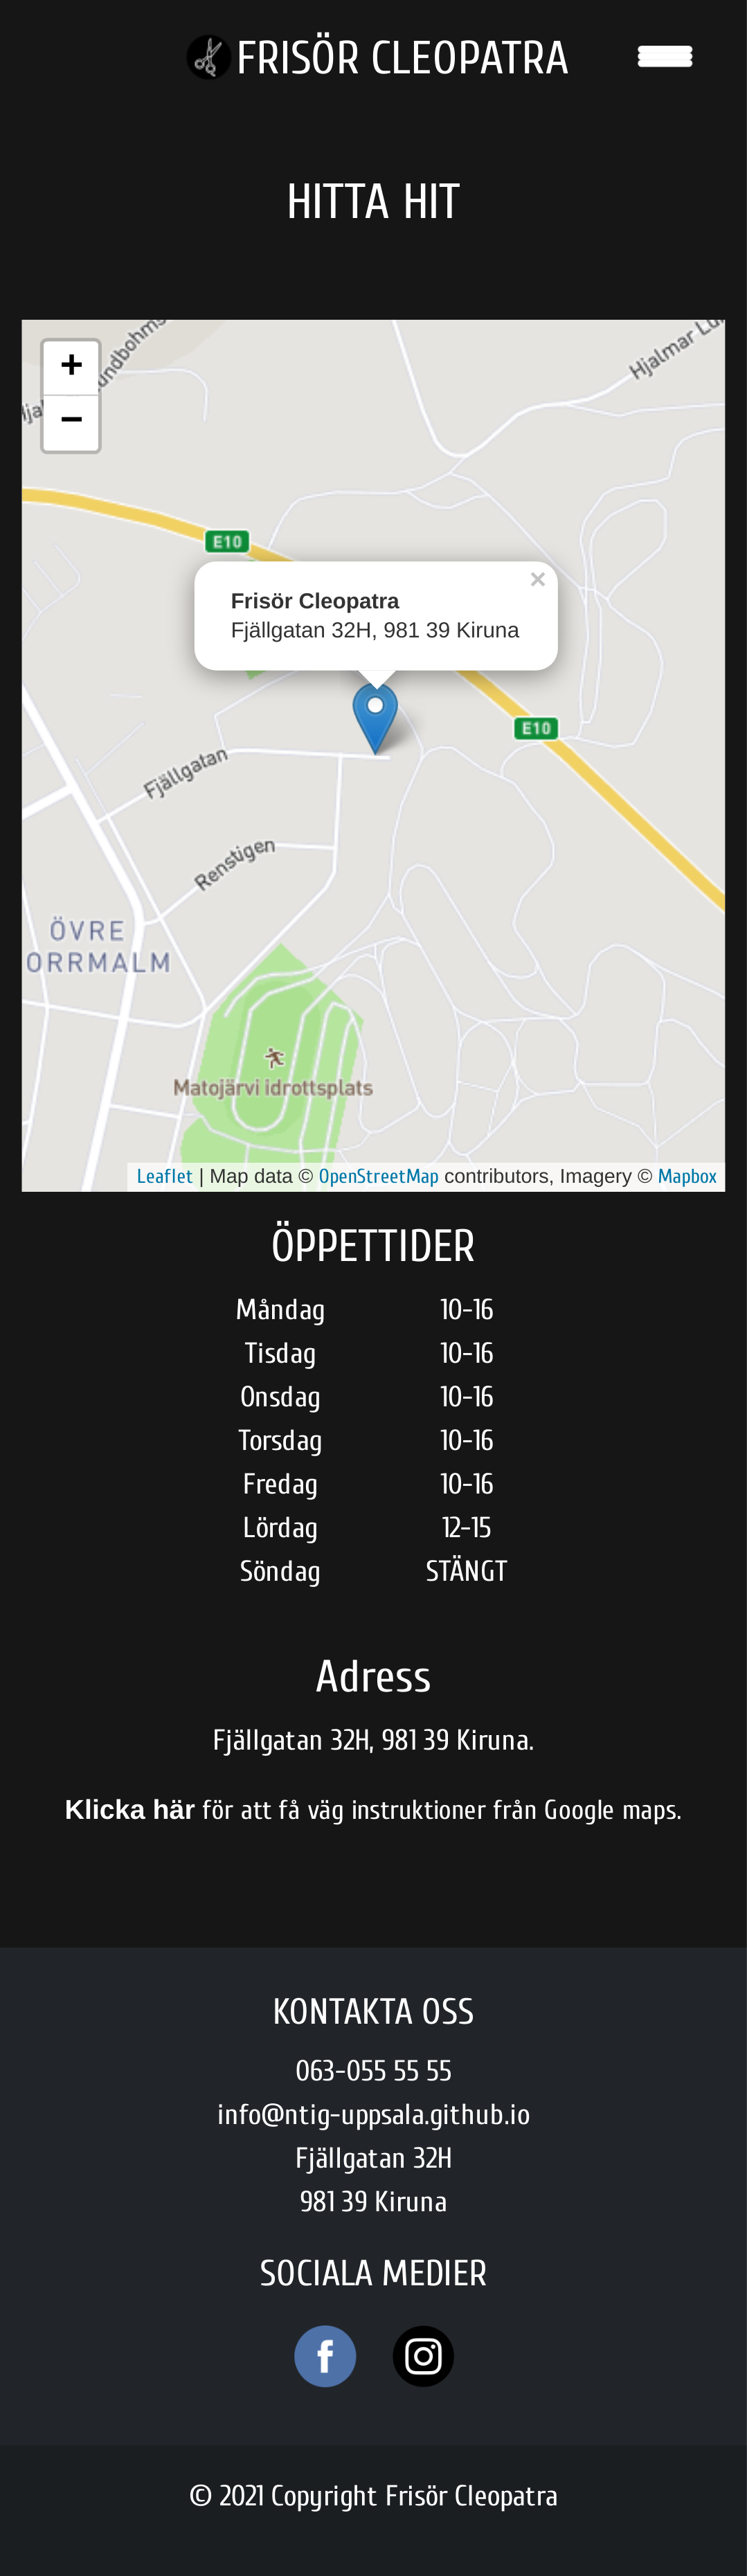 FRISÖR CLEOPATRA
HITTA HIT
+
−
Hjalmar
E10
×
Frisör Cleopatra
Fjällgatan 32H, 981 39 Kiruna
E10
Fjällgatan
Renstigen
ÖVRE
ORRMALM
Matojärvi idrottsplats
Leaflet | Map data © OpenStreetMap contributors, Imagery © Mapbox
ÖPPETTIDER
Måndag 10-16
Tisdag 10-16
Onsdag 10-16
Torsdag 10-16
Fredag 10-16
Lördag 12-15
Söndag STÄNGT
Adress
Fjällgatan 32H, 981 39 Kiruna.
Klicka här för att få väg instruktioner från Google maps.
KONTAKTA OSS
063-055 55 55
info@ntig-uppsala.github.io
Fjällgatan 32H
981 39 Kiruna
SOCIALA MEDIER
© 2021 Copyright Frisör Cleopatra